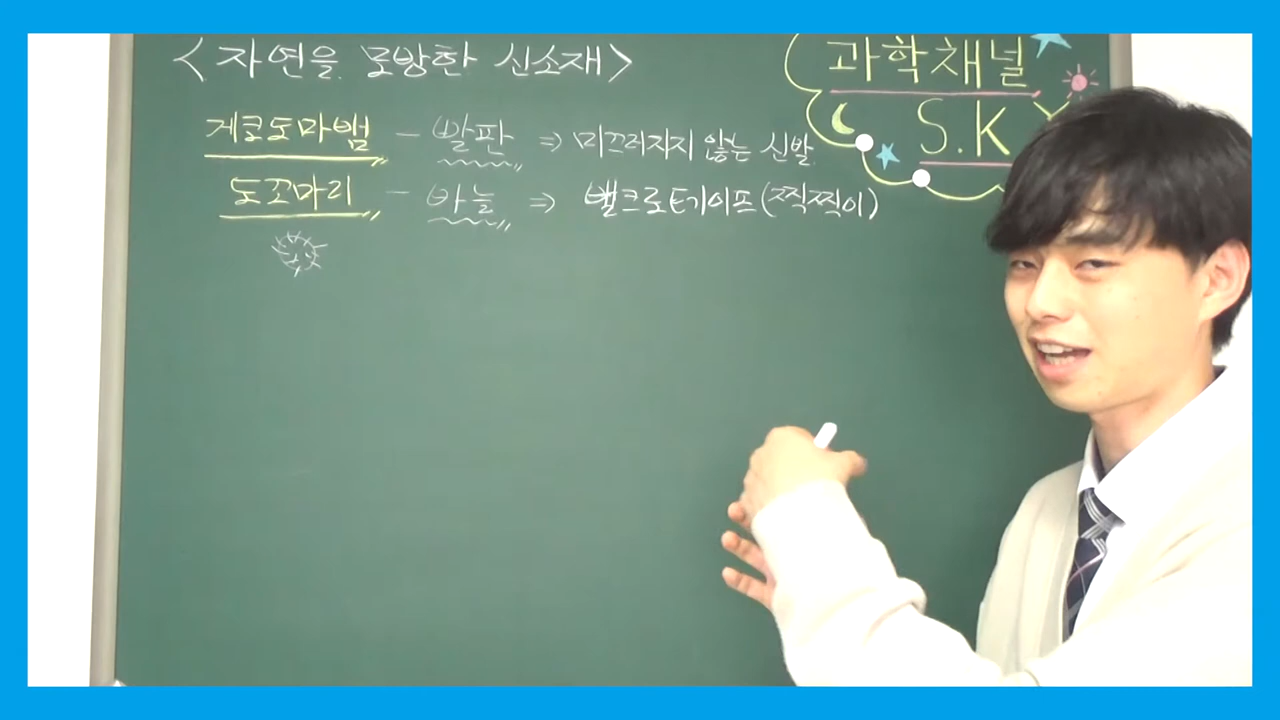 <자연을 모방한 신소재>
게코도마뱀 - 발판 ⇒ 미끄러지지 않는 신발
도꼬마리 - 바늘 ⇒ 벨크로테이프(찍찍이)
과학채널
S.K